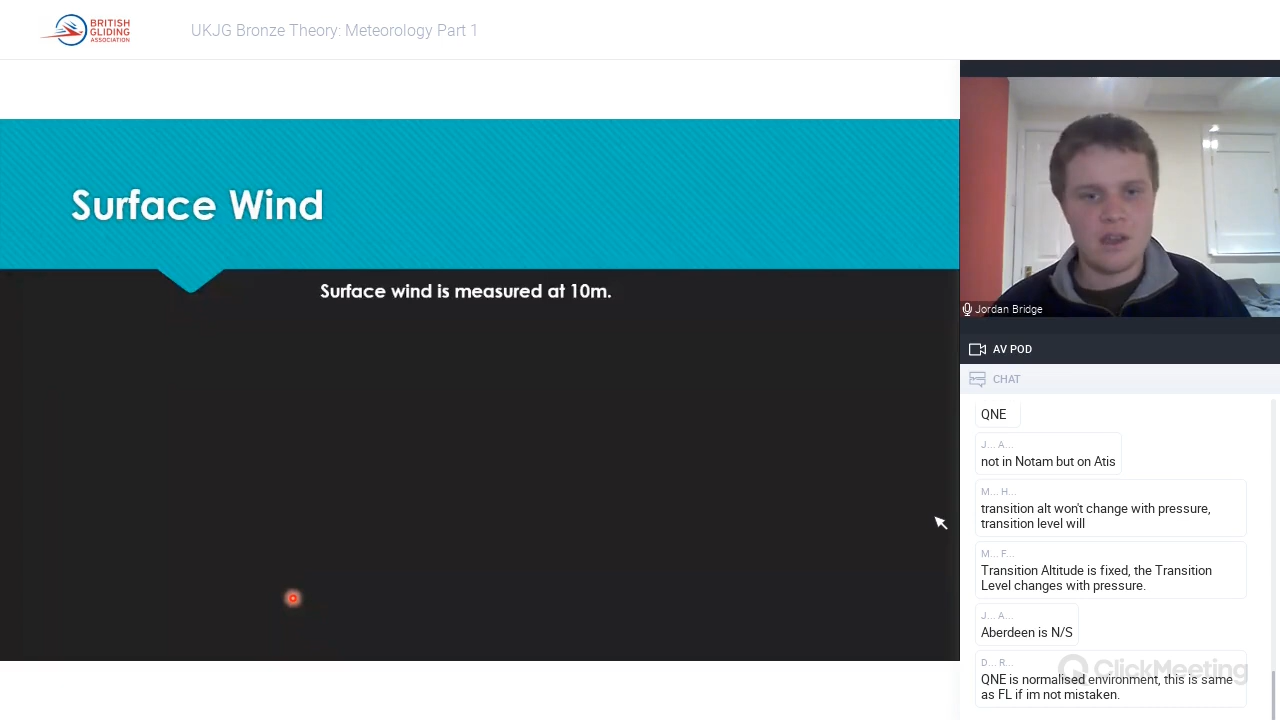 BRITISH
GLIDING
ASSOCIATION
UKJG Bronze Theory: Meteorology Part 1
Surface Wind
Surface wind is measured at 10m.
Jordan Bridge
AV POD
CHAT
QNE
J... A...
not in Notam but on Atis
M... H...
transition alt won't change with pressure,
transition level will
M... F...
Transition Altitude is fixed, the Transition
Level changes with pressure.
J... A...
Aberdeen is N/S
D... R...
ClickMeeting
QNE is normalised environment, this is same
as FL if im not mistaken.